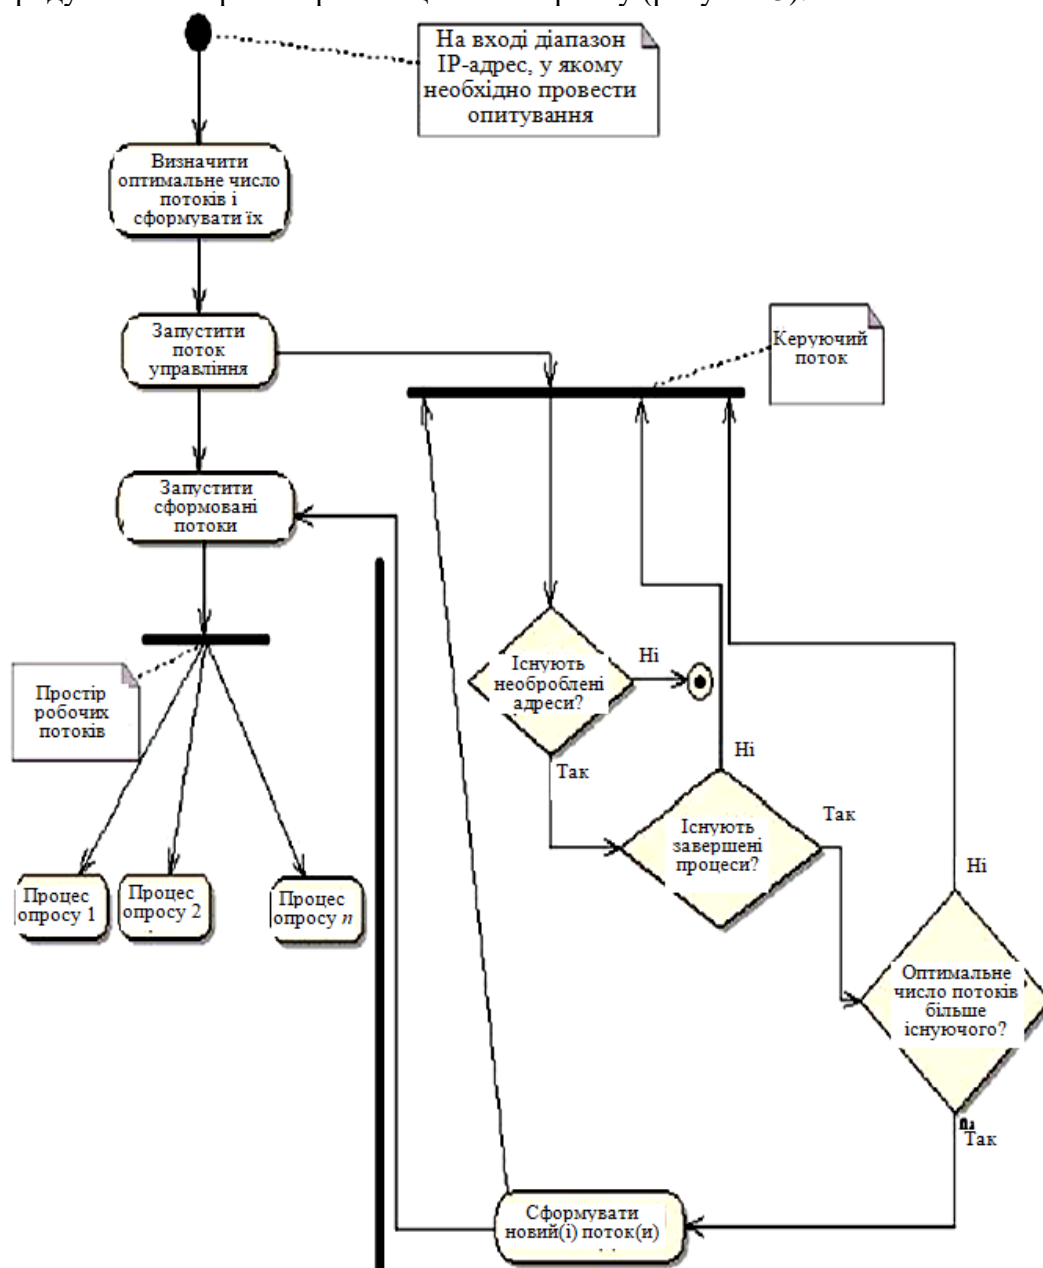 На вході діапазон
IP-адрес, у якому
необхідно провести
опитування
Визначити
оптимальне число
потоків і
сформувати їх
Запустити
поток
управління
Керуючий
поток
Запустити
сформовані
потоки
Простір
робочих
потоків
Існують
необроблені
адреси?
Ні
Так
Існують
завершені
процеси?
Ні
Так
Процес
опросу 1
Процес
опросу 2
Процес
опросу n
Ні
Оптимальне
число потоків
більше
існуючого?
Так
Сформувати
новий(і) поток(и)